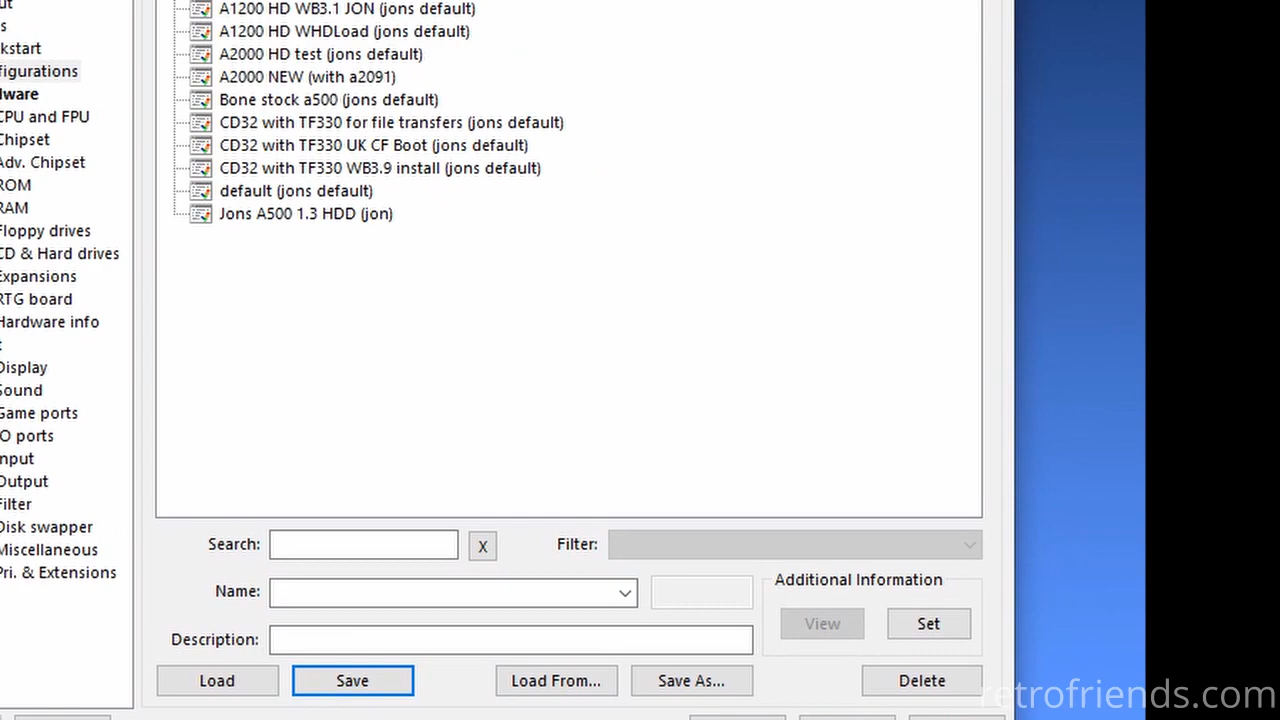 ut
s
kstart
figurations
dware
CPU and FPU
Chipset
Adv. Chipset
ROM
RAM
Floppy drives
CD & Hard drives
Expansions
RTG board
Hardware info
t
Display
Sound
Game ports
IO ports
Input
Output
Filter
Disk swapper
Miscellaneous
Pri. & Extensions
A1200 HD WB3.1 JON (jons default)
A1200 HD WHDLoad (jons default)
A2000 HD test (jons default)
A2000 NEW (with a2091)
Bone stock a500 (jons default)
CD32 with TF330 for file transfers (jons default)
CD32 with TF330 UK CF Boot (jons default)
CD32 with TF330 WB3.9 install (jons default)
default (jons default)
Jons A500 1.3 HDD (jon)
Search:
X
Filter:
Name:
Additional Information
View
Set
Description:
Load
Save
Load From...
Save As...
Delete
retrofriends.com